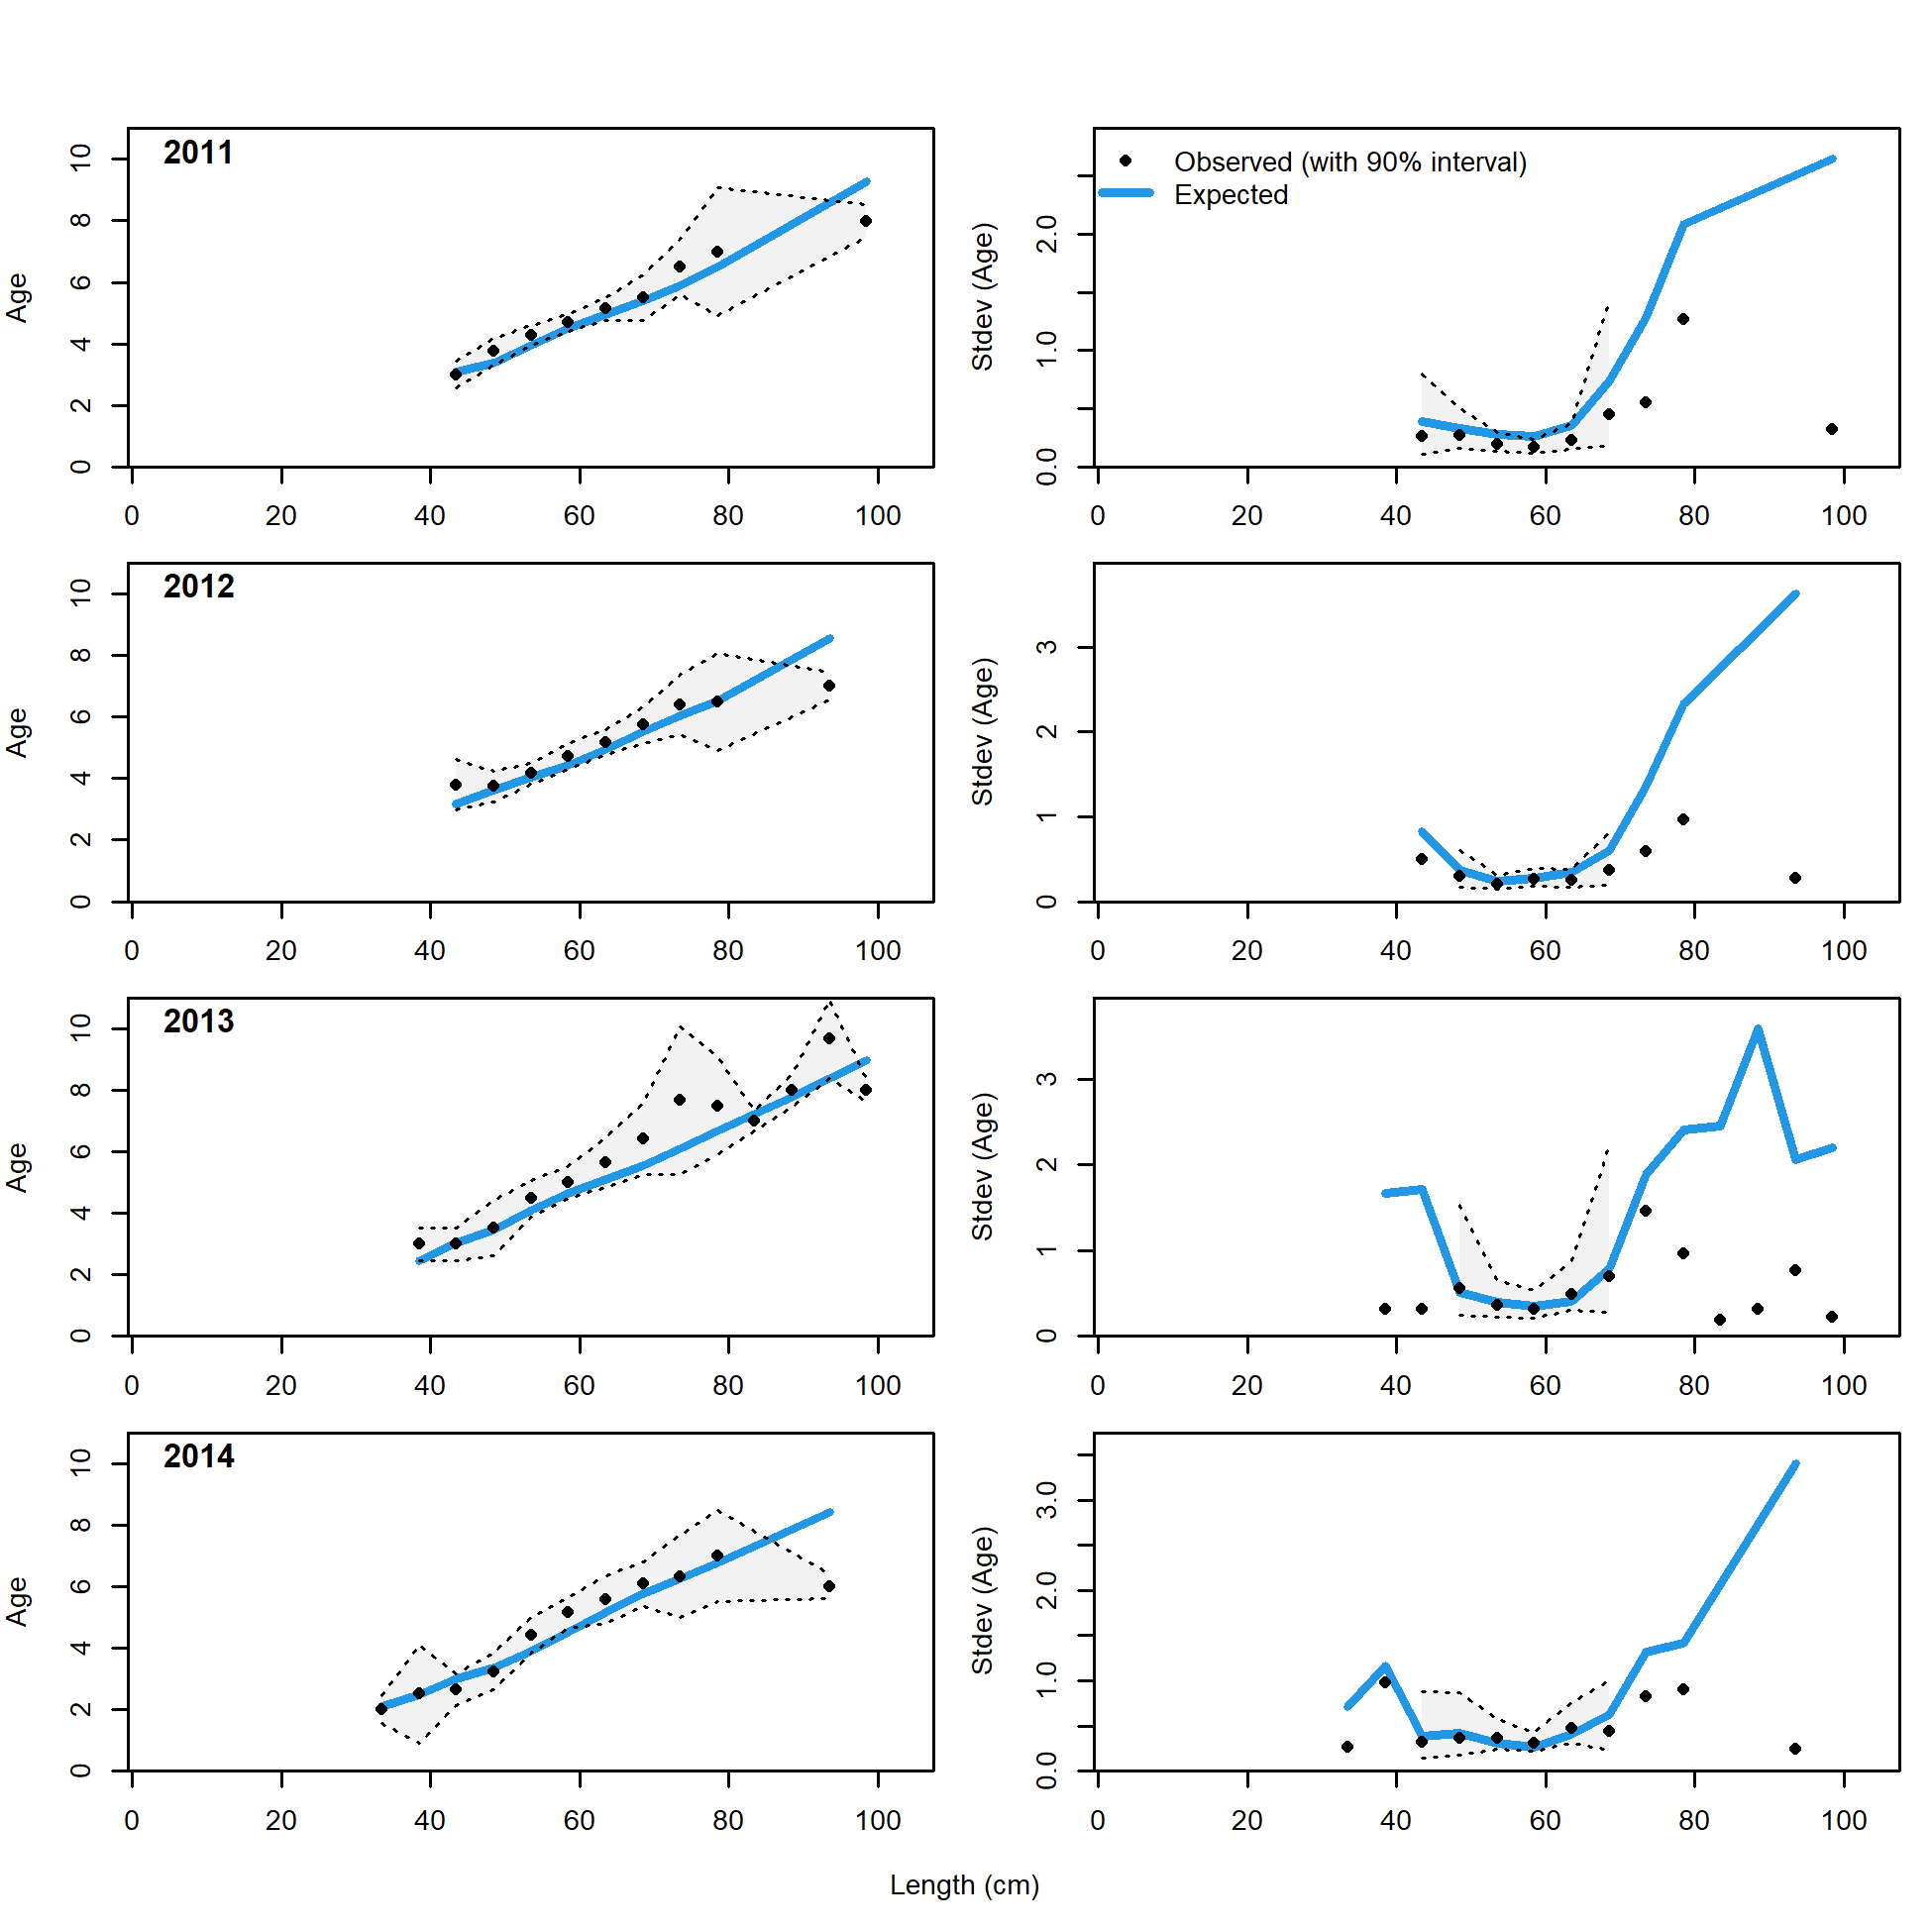 2011
Age
0 2 4 6 8 10
0 20 40 60 80 100
Observed (with 90% interval)
Expected
Stdev (Age)
0.0 1.0 2.0
0 20 40 60 80 100
2012
Age
0 2 4 6 8 10
0 20 40 60 80 100
Stdev (Age)
0 1 2 3
0 20 40 60 80 100
2013
Age
0 2 4 6 8 10
0 20 40 60 80 100
Stdev (Age)
0 1 2 3
0 20 40 60 80 100
2014
Age
0 2 4 6 8 10
0 20 40 60 80 100
Stdev (Age)
0.0 1.0 2.0 3.0
0 20 40 60 80 100
Length (cm)